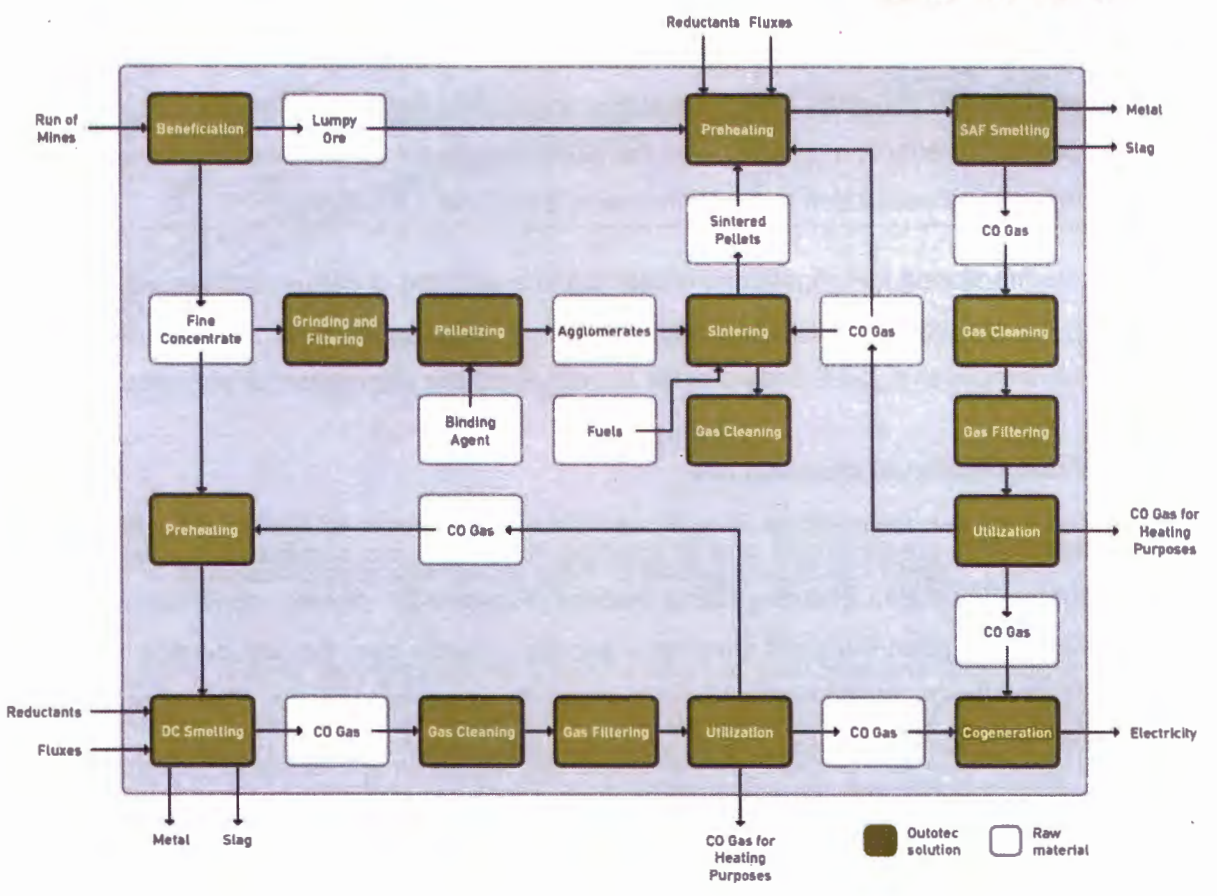 Reductants Fluxes
Run of
Mines
Beneficiation
Lumpy
Ore
Preheating
SAF Smelting
Metal
Slag
Sintered
Pellets
CO Gas
Fine
Concentrate
Grinding and
Filtering
Pelletizing
Agglomerates
Sintering
CO Gas
Gas Cleaning
Binding
Agent
Fuels
Gas Cleaning
Gas Filtering
Preheating
CO Gas
Utilization
CO Gas for
Heating
Purposes
CO Gas
Reductants
Fluxes
DC Smelting
CO Gas
Gas Cleaning
Gas Filtering
Utilization
CO Gas
Cogeneration
Electricity
Metal
Slag
CO Gas for
Heating
Purposes
Outotec
solution
Raw
material